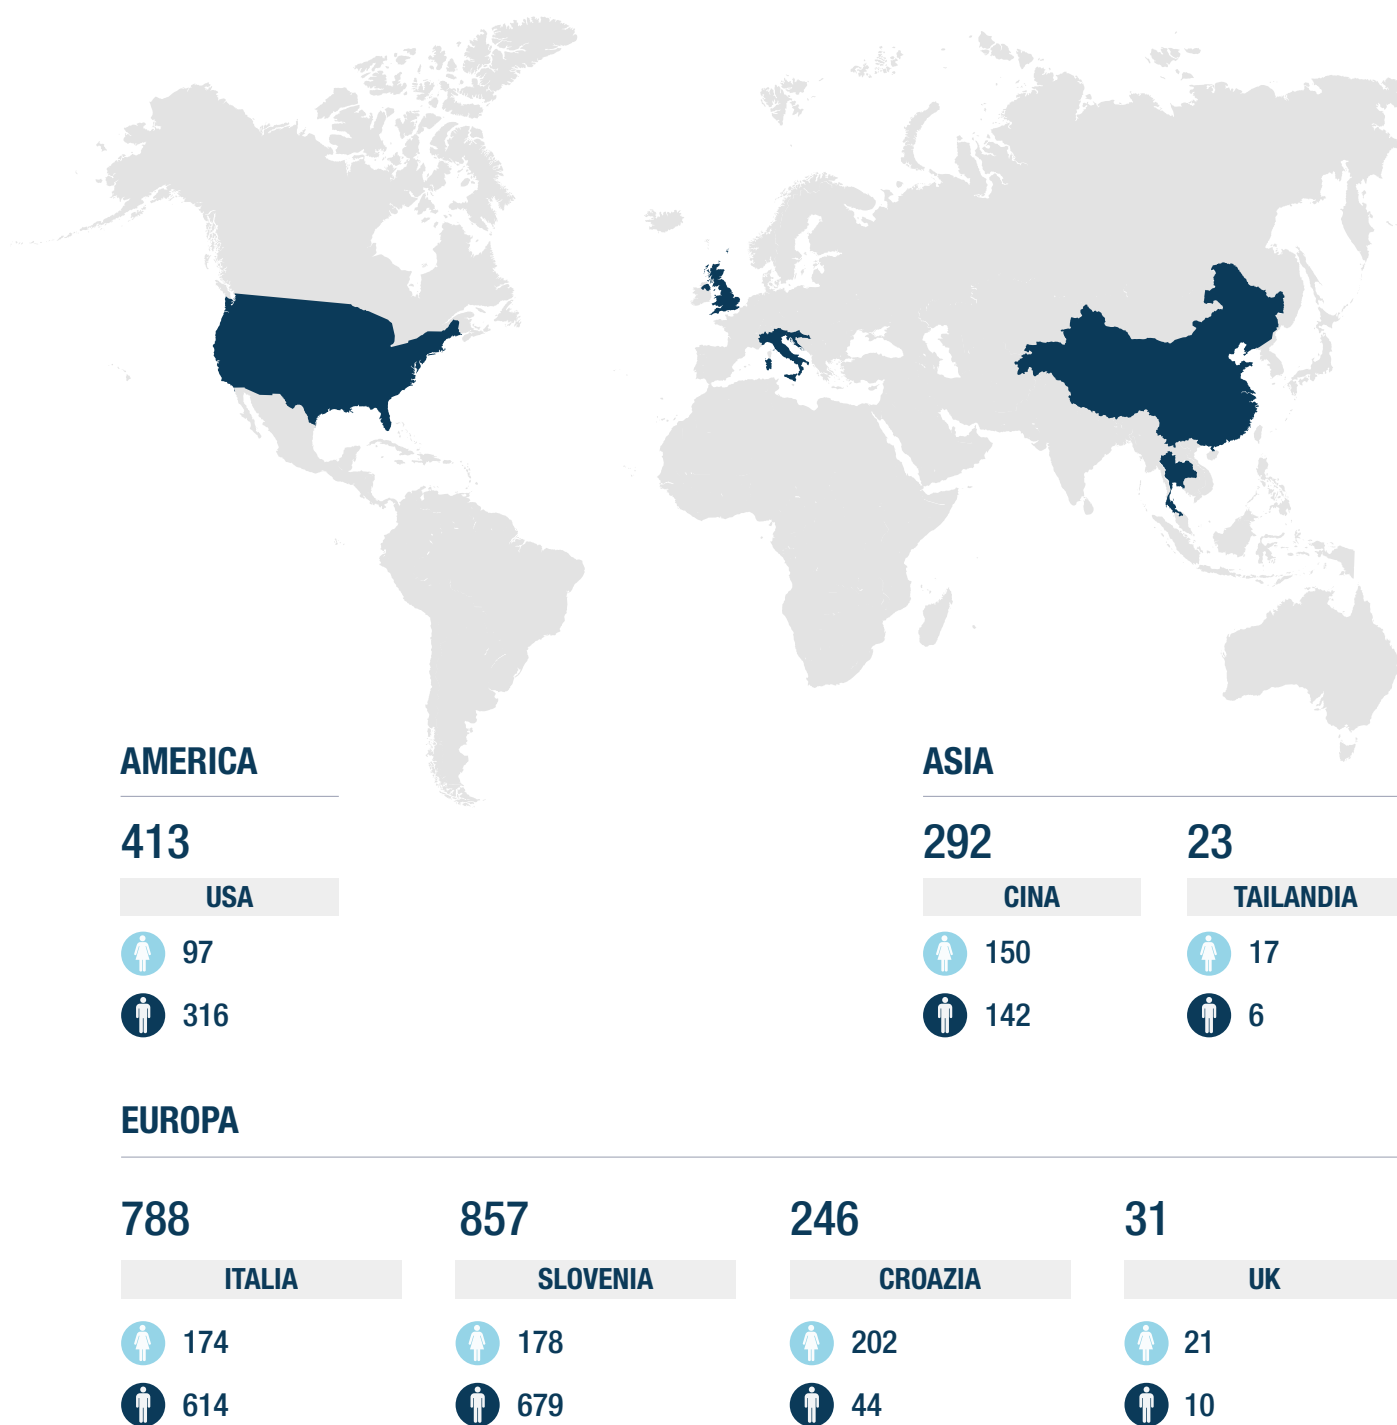 AMERICA
413
USA
97
316
ASIA
292 23
CINA TAILANDIA
150 17
142 6
EUROPA
788 857 246 31
ITALIA SLOVENIA CROAZIA UK
174 178 202 21
614 679 44 10